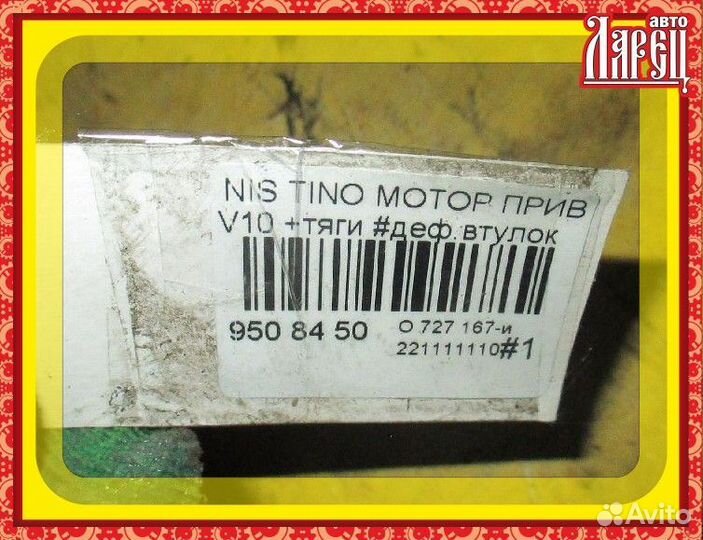 авто
Ларец
NIS TINO МОТОР ПРИВ
V10 +тяги #деф.втулок
950 84 50
О 727 167-и
221111110#1
Avito